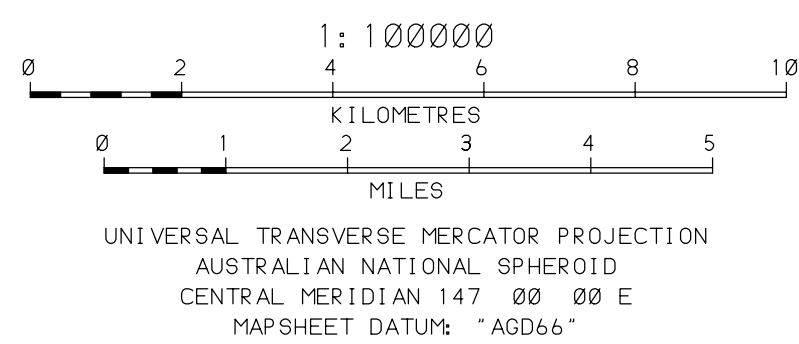 1: 100000
0 2 4 6 8 10
KILOMETRES
0 1 2 3 4 5
MILES
UNIVERSAL TRANSVERSE MERCATOR PROJECTION
AUSTRALIAN NATIONAL SPHEROID
CENTRAL MERIDIAN 147 00 00 E
MAPSHEET DATUM: "AGD66"